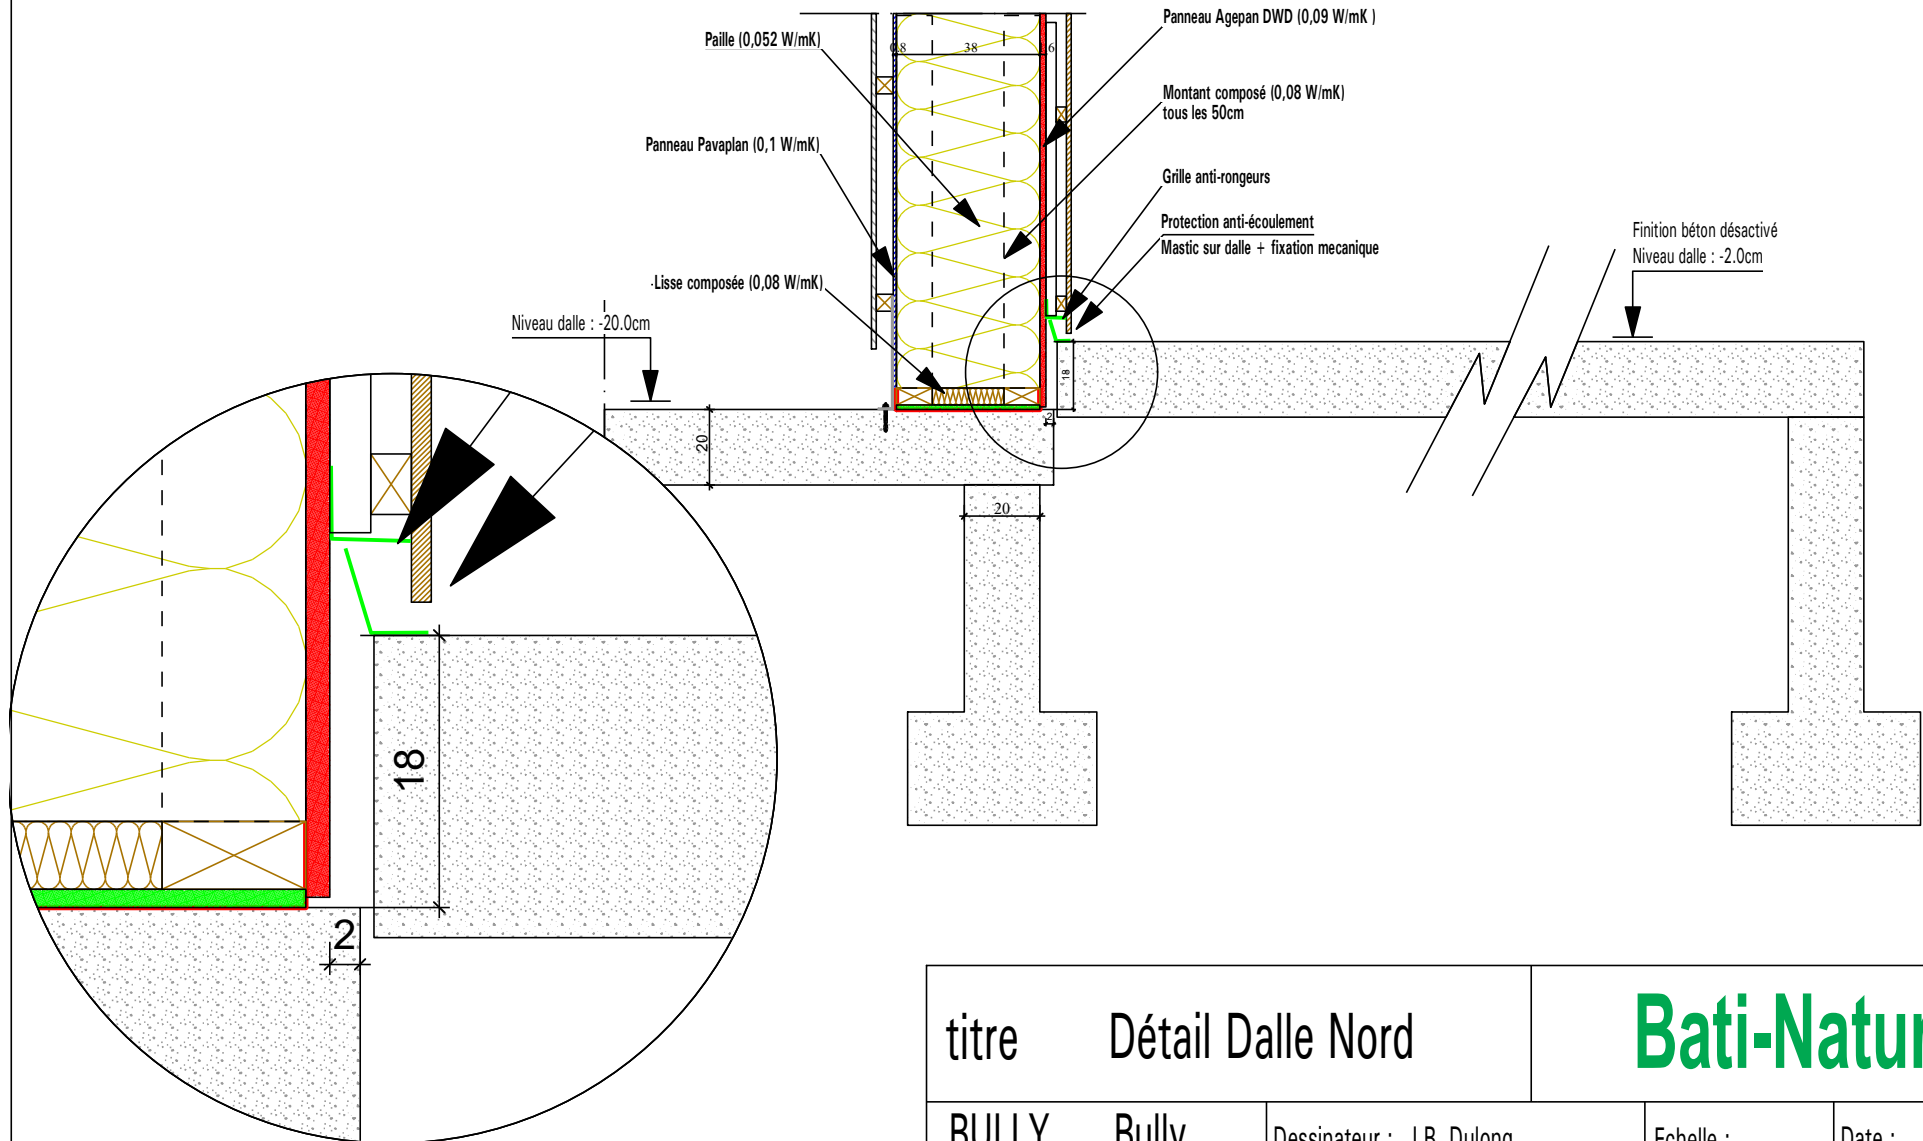 Panneau Agepan DWD (0,09 W/mK )
Paille (0,052 W/mK)
0.8
38
1.6
Montant composé (0,08 W/mK)
tous les 50cm
Panneau Pavaplan (0,1 W/mK)
Grille anti-rongeurs
Protection anti-écoulement
Mastic sur dalle + fixation mecanique
Finition béton désactivé
Niveau dalle : -2.0cm
Lisse composée (0,08 W/mK)
Niveau dalle : -20.0cm
18
2
20
20
18
2
titre Détail Dalle Nord
Bati-Natur
BULLY Bully
Dessinateur : J.B. Dulong
Echelle :
Date :